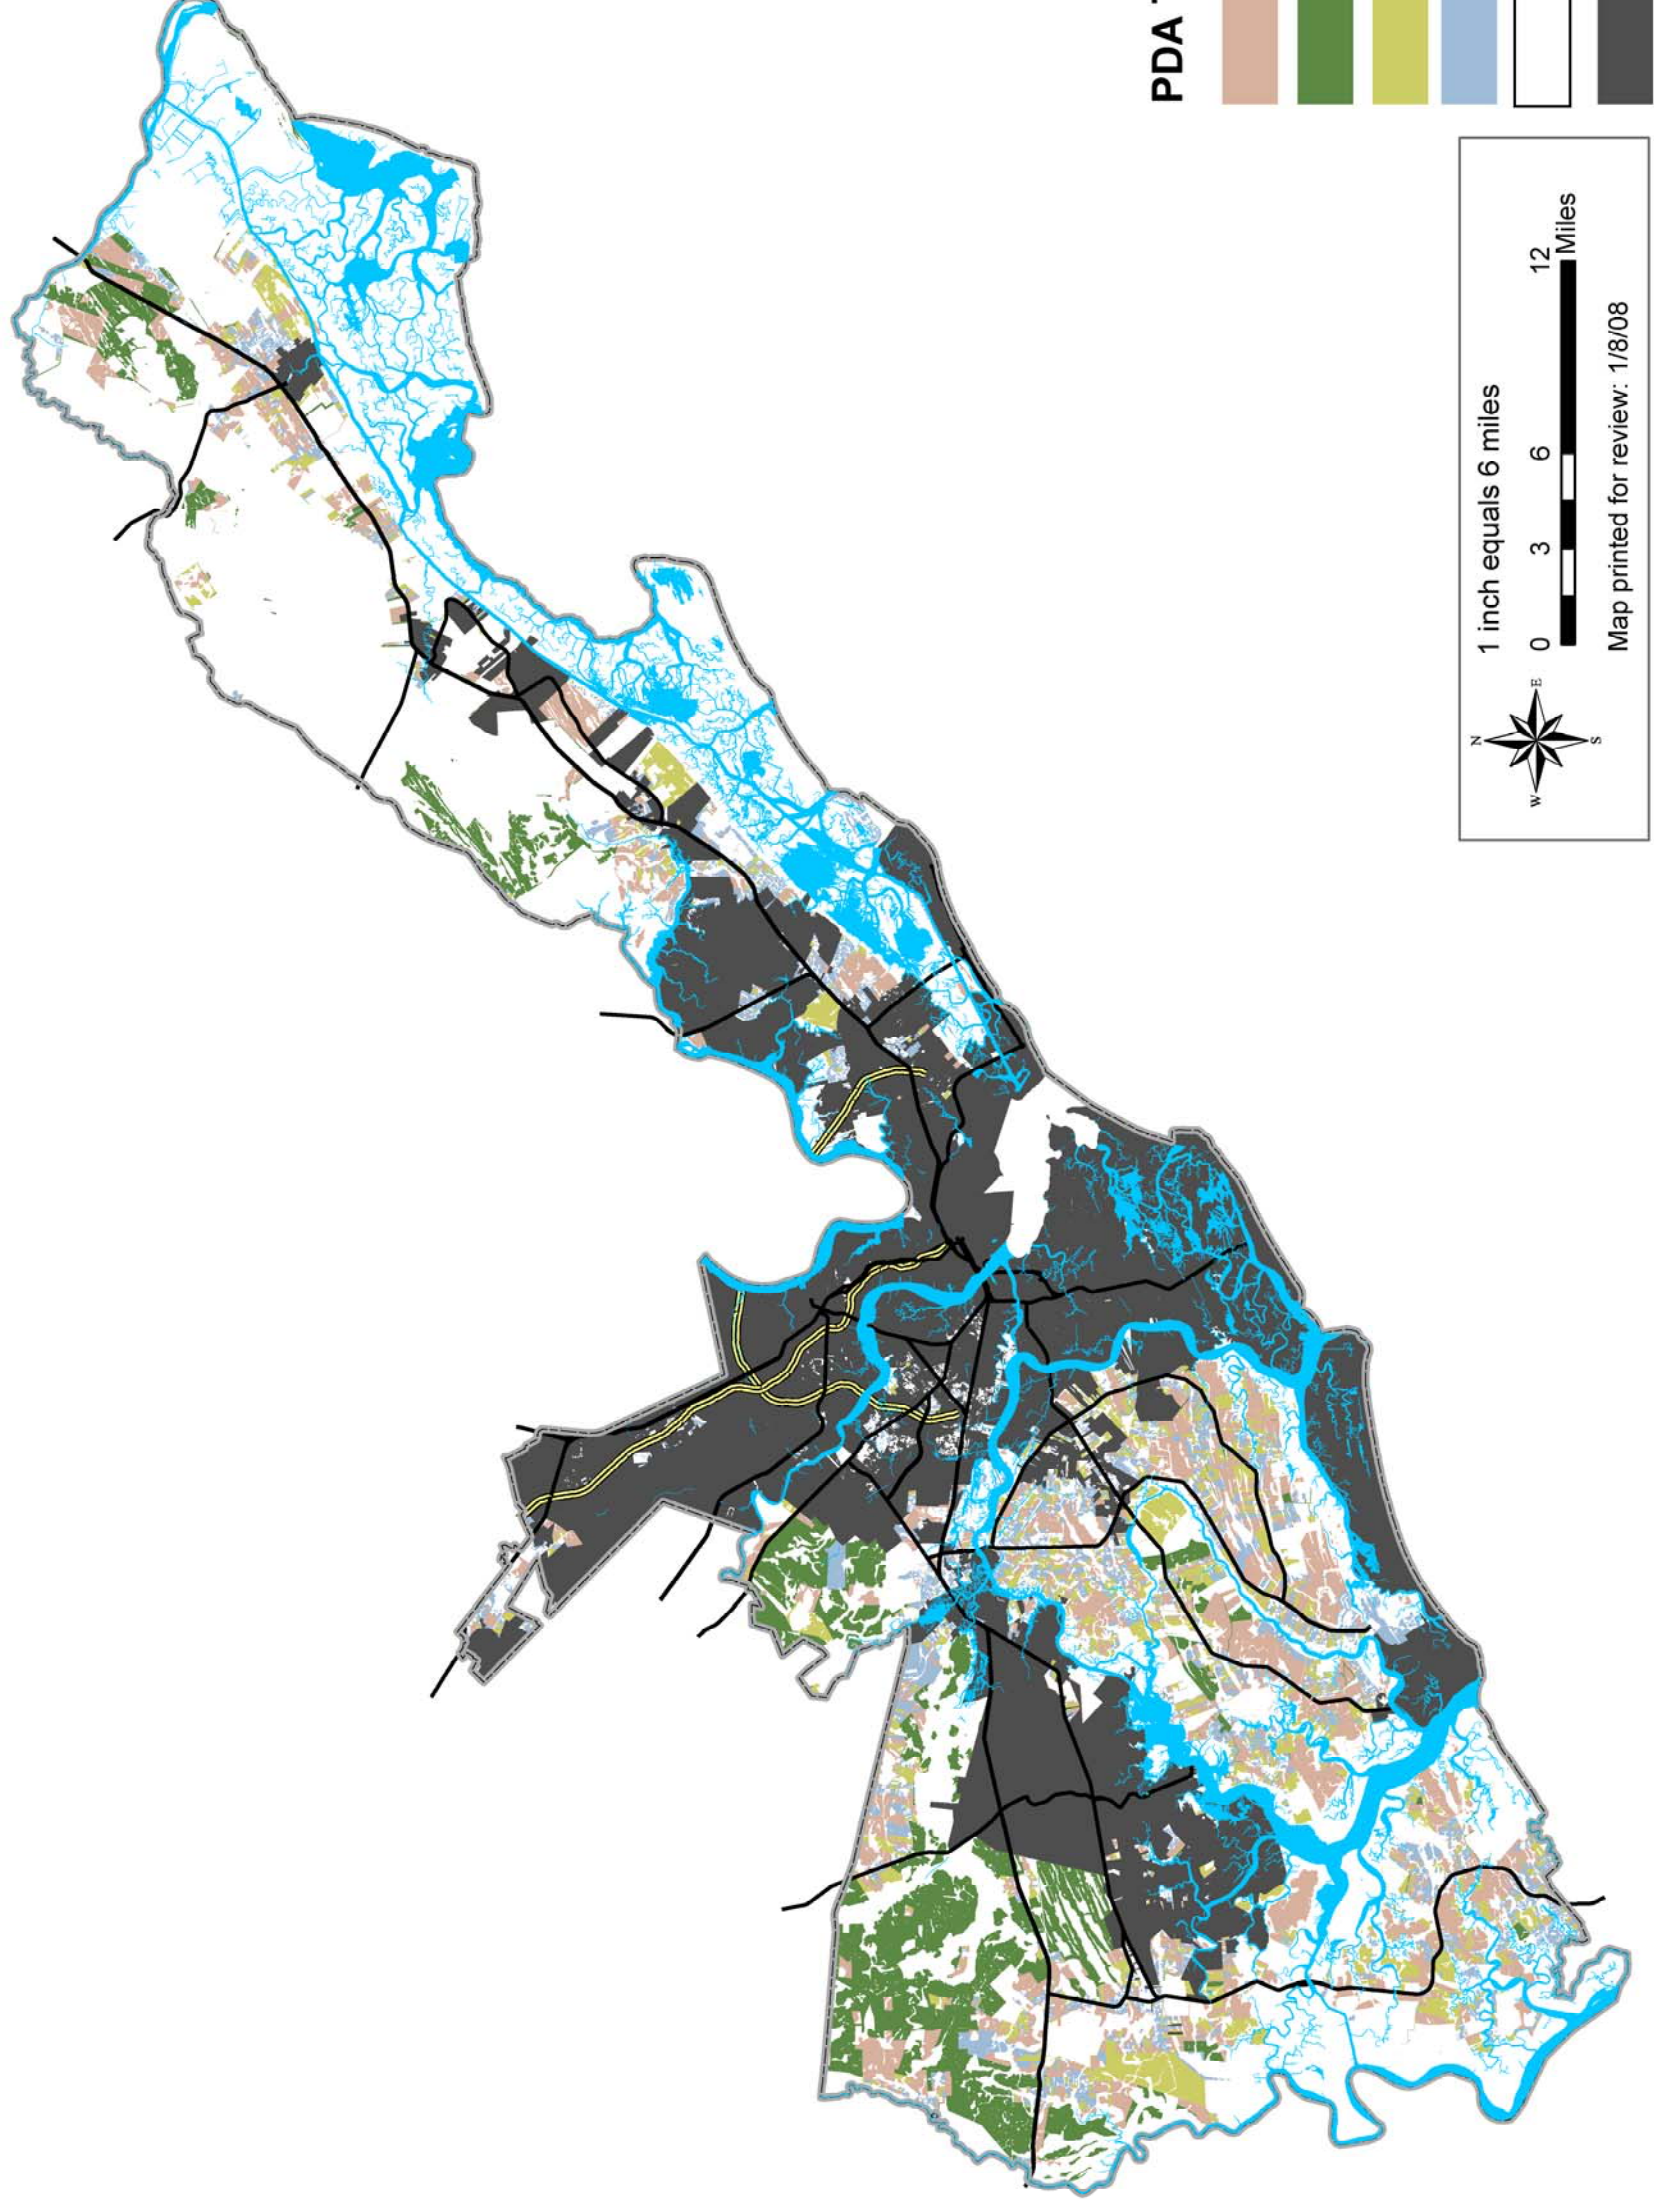 PDA
1 inch equals 6 miles
N
W
E
S
0 3 6 12
Miles
Map printed for review: 1/8/08